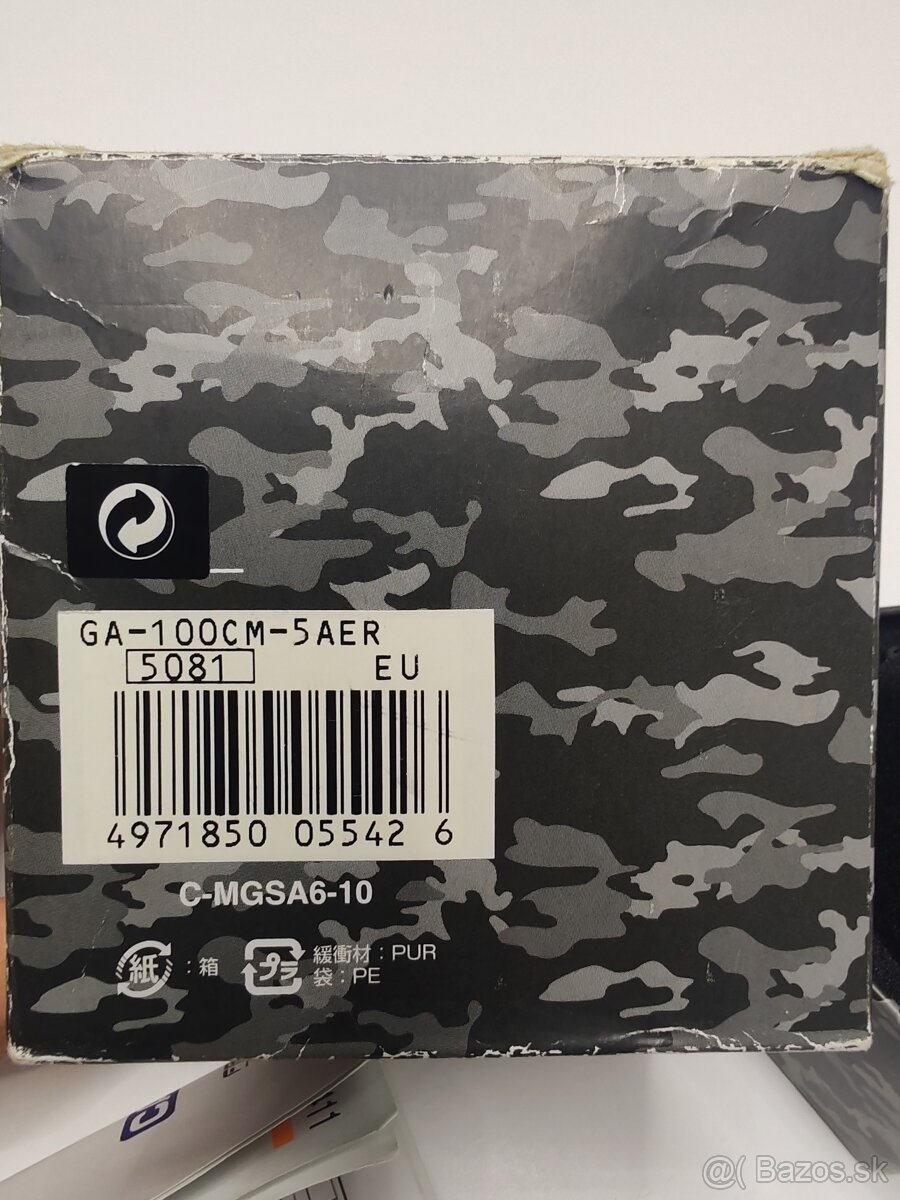 GA-100CM-5AER
5081 EU
4971850 05542 6
C-MGSA6-10
紙 : 箱
プラ 緩衝材 : PUR
袋 : PE
@( Bazos.sk